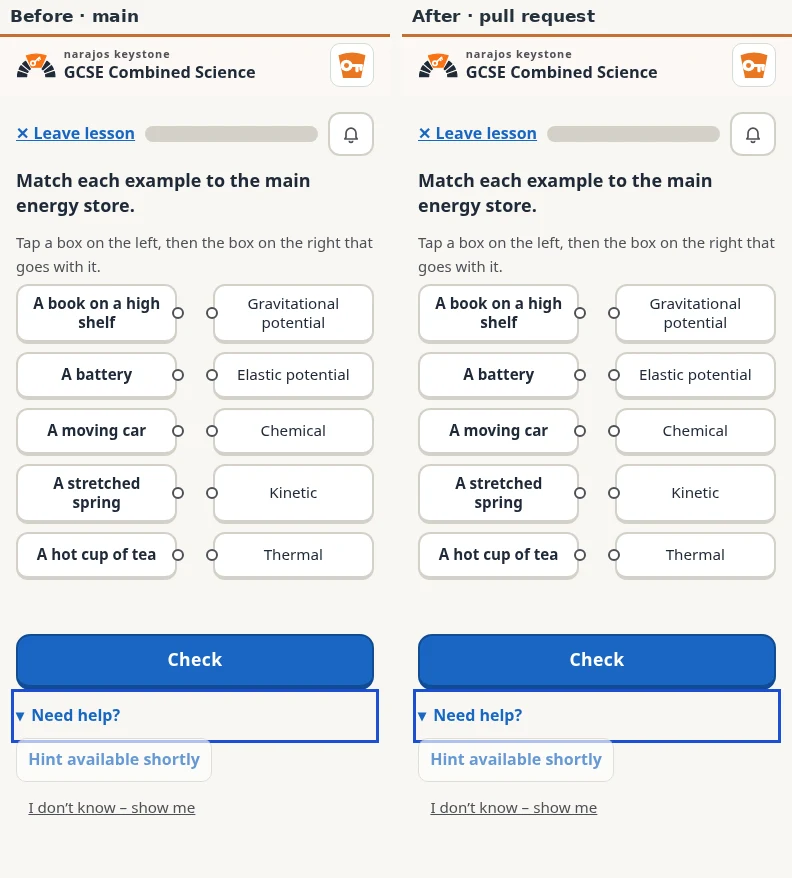 Before · main
narajos keystone
GCSE Combined Science
✕ Leave lesson
Match each example to the main
energy store.
Tap a box on the left, then the box on the right that
goes with it.
A book on a high
shelf
Gravitational
potential
A battery
Elastic potential
A moving car
Chemical
A stretched
spring
Kinetic
A hot cup of tea
Thermal
Check
▾ Need help?
Hint available shortly
I don’t know – show me
After · pull request
narajos keystone
GCSE Combined Science
✕ Leave lesson
Match each example to the main
energy store.
Tap a box on the left, then the box on the right that
goes with it.
A book on a high
shelf
Gravitational
potential
A battery
Elastic potential
A moving car
Chemical
A stretched
spring
Kinetic
A hot cup of tea
Thermal
Check
▾ Need help?
Hint available shortly
I don’t know – show me